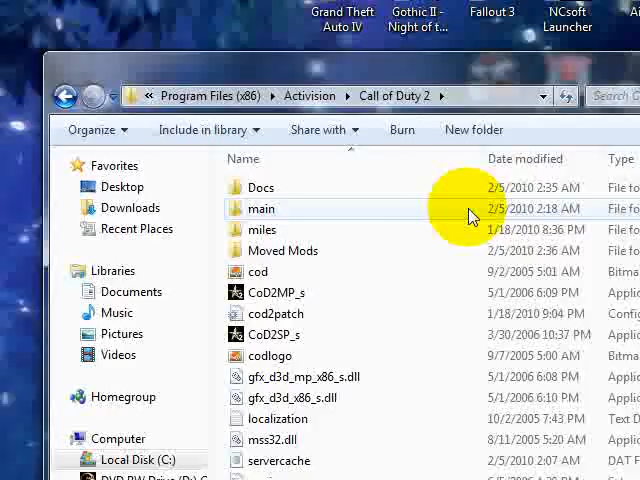 Grand Theft Auto IV
Gothic II - Night of t...
Fallout 3
NCsoft Launcher
« Program Files (x86) ▸ Activision ▸ Call of Duty 2 ▸
Search
Organize Include in library Share with Burn New folder
Name Date modified Type
Favorites
Desktop
Downloads
Recent Places
Libraries
Documents
Music
Pictures
Videos
Homegroup
Computer
Local Disk (C:)
Docs 2/5/2010 2:35 AM File fo
main 2/5/2010 2:18 AM File fo
miles 1/18/2010 8:36 PM File fo
Moved Mods 2/5/2010 2:36 AM File fo
cod 9/2/2005 5:01 AM Applic
CoD2MP_s 5/1/2006 6:09 PM Applic
cod2patch 1/18/2010 9:04 PM Config
CoD2SP_s 3/30/2006 10:37 PM Applic
codlogo 9/7/2005 5:00 AM Applic
gfx_d3d_mp_x86_s.dll 5/1/2006 6:08 PM Applic
gfx_d3d_x86_s.dll 5/1/2006 6:10 PM Applic
localization 10/2/2005 7:43 PM Text D
mss32.dll 8/11/2005 5:20 AM Applic
servercache 2/5/2010 2:07 AM DAT F